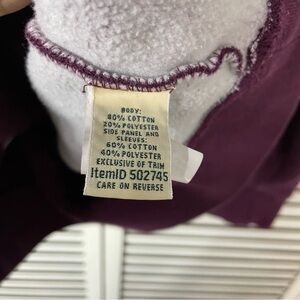 BODY:
80% COTTON
20% POLYESTER
SIDE PANEL AND
SLEEVES:
60% COTTON
40% POLYESTER
EXCLUSIVE OF TRIM
ItemID 502745
CARE ON REVERSE